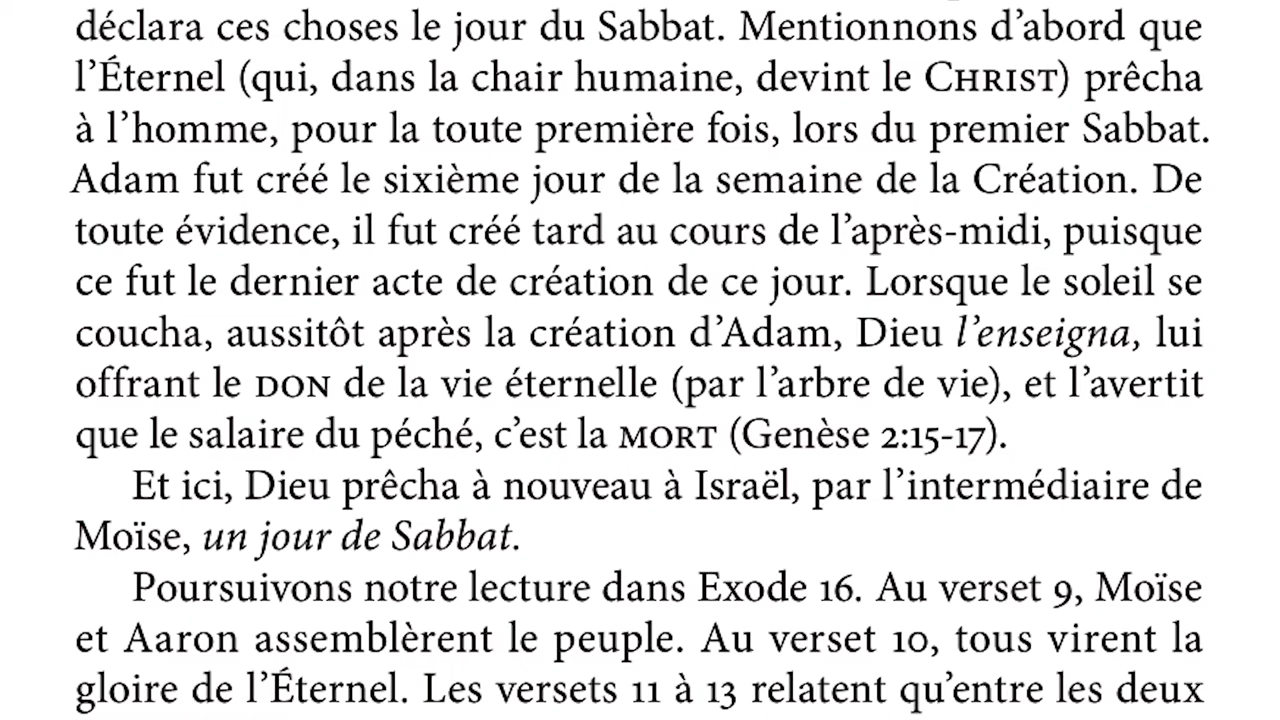 déclara ces choses le jour du Sabbat. Mentionnons d’abord que
l’Éternel (qui, dans la chair humaine, devint le CHRIST) prêcha
à l’homme, pour la toute première fois, lors du premier Sabbat.
Adam fut créé le sixième jour de la semaine de la Création. De
toute évidence, il fut créé tard au cours de l’après-midi, puisque
ce fut le dernier acte de création de ce jour. Lorsque le soleil se
coucha, aussitôt après la création d’Adam, Dieu l’enseigna, lui
offrant le DON de la vie éternelle (par l’arbre de vie), et l’avertit
que le salaire du péché, c’est la MORT (Genèse 2:15-17).
Et ici, Dieu prêcha à nouveau à Israël, par l’intermédiaire de
Moïse, un jour de Sabbat.
Poursuivons notre lecture dans Exode 16. Au verset 9, Moïse
et Aaron assemblèrent le peuple. Au verset 10, tous virent la
gloire de l’Éternel. Les versets 11 à 13 relatent qu’entre les deux